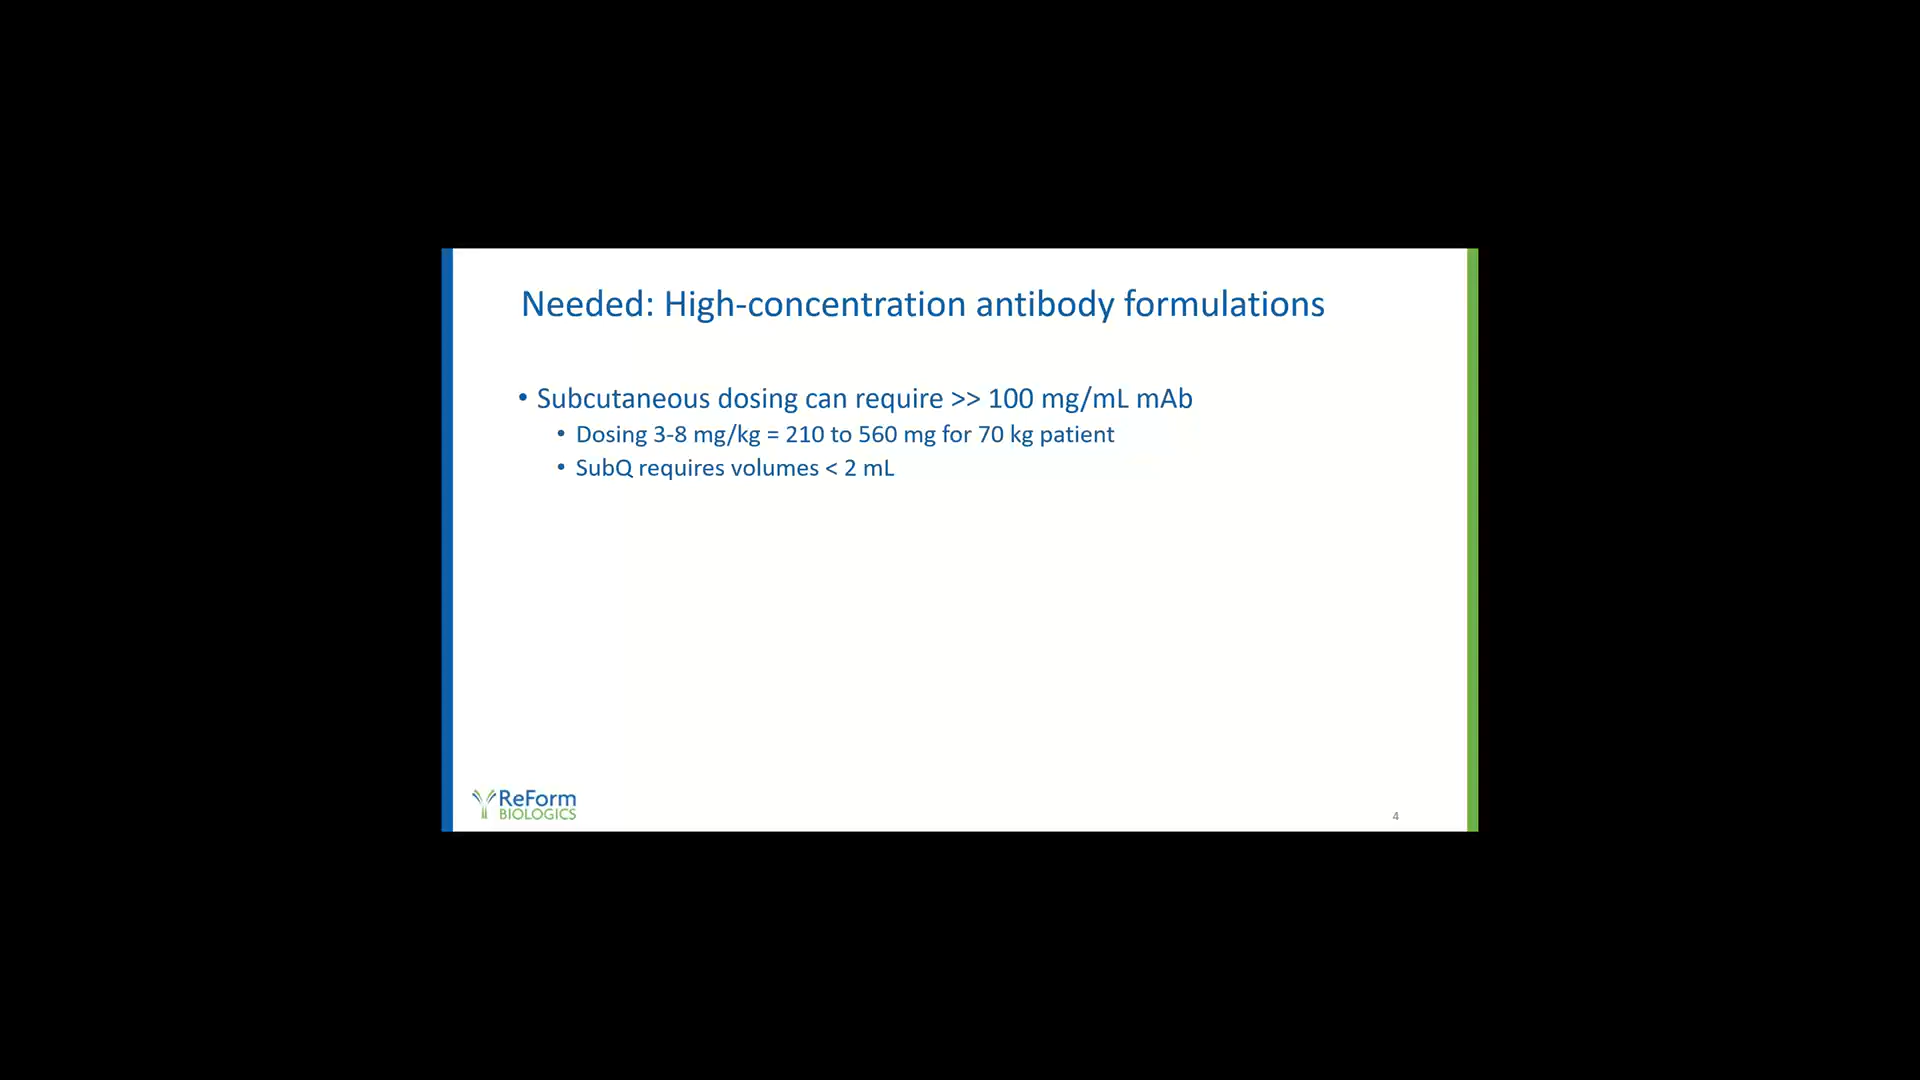 Needed: High-concentration antibody formulations
• Subcutaneous dosing can require >> 100 mg/mL mAb
• Dosing 3-8 mg/kg = 210 to 560 mg for 70 kg patient
• SubQ requires volumes < 2 mL
ReForm
BIOLOGICS
4